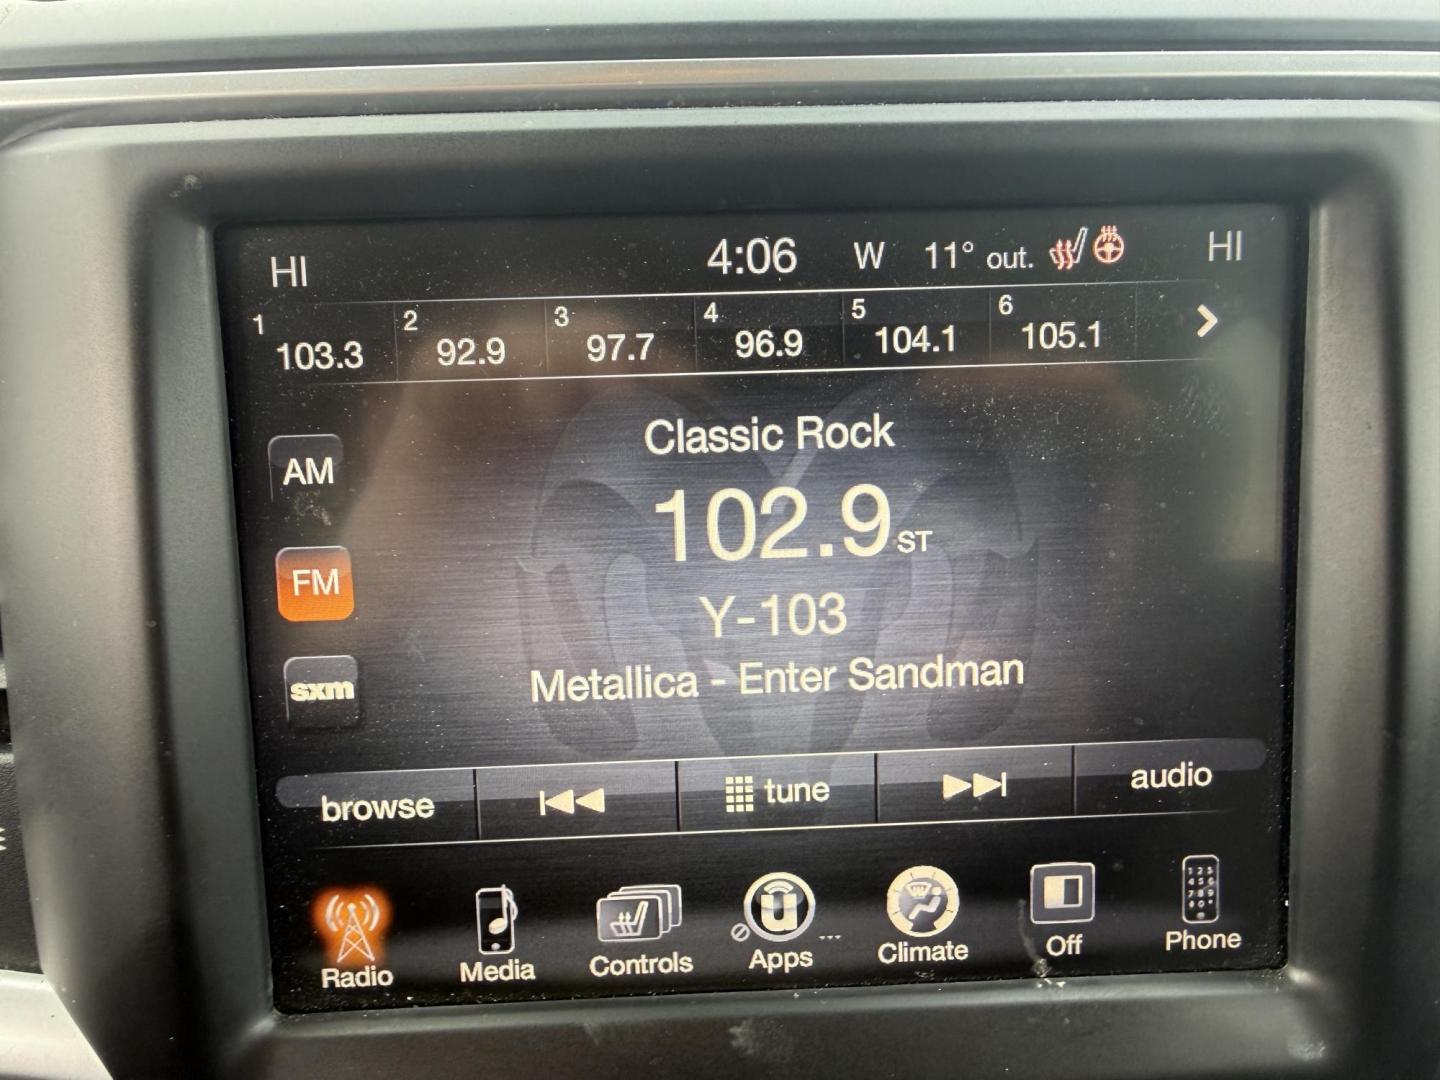 HI 4:06 W 11° out. HI
1 2 3 4 5 6
103.3 92.9 97.7 96.9 104.1 105.1
Classic Rock
AM
102.9 ST
FM
Y-103
sxm
Metallica - Enter Sandman
browse tune audio
Radio Media Controls Apps ... Climate Off Phone